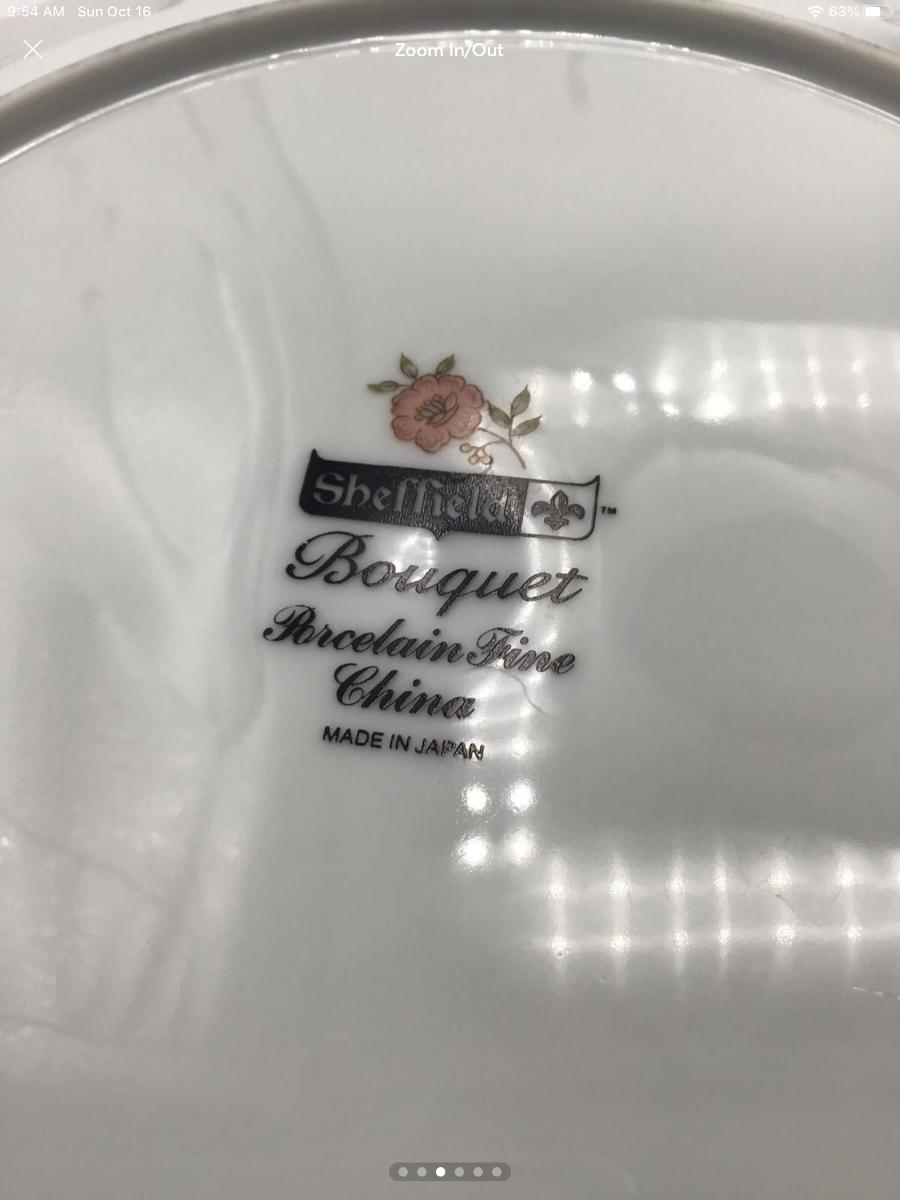 9:54 AM Sun Oct 16 63%
Zoom In/Out
Sheffield ™
Bouquet
Porcelain Fine
China
MADE IN JAPAN